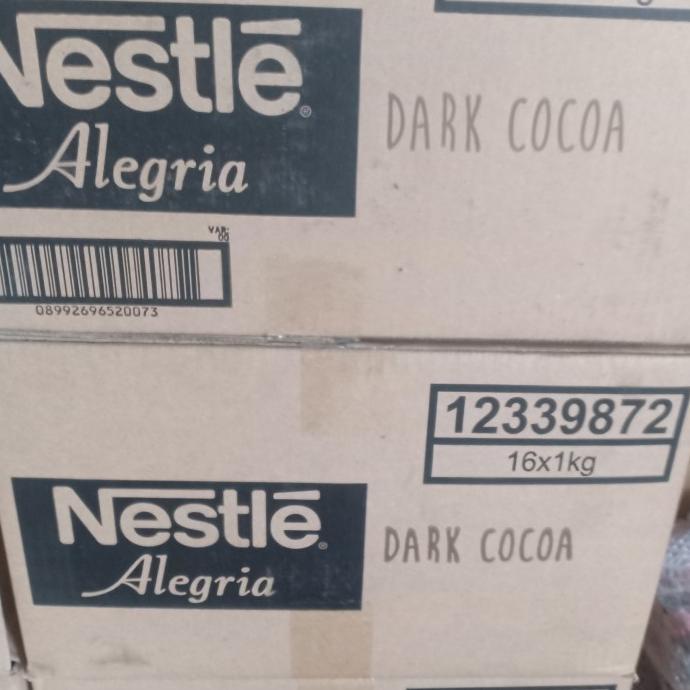 Nestlé®
Alegria
DARK COCOA
VAR:
00
08992696520073
12339872
16x1kg
Nestlé®
Alegria
DARK COCOA